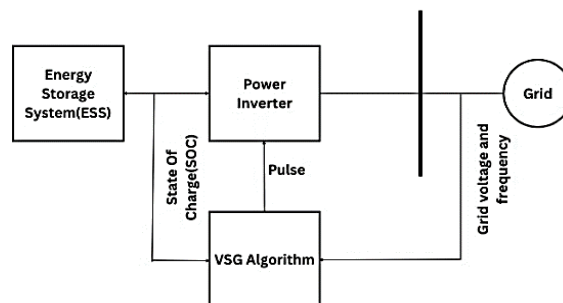 Energy
Storage
System(ESS)
Power
Inverter
Grid
State Of
Charge(SOC)
Pulse
Grid voltage and
frequency
VSG Algorithm